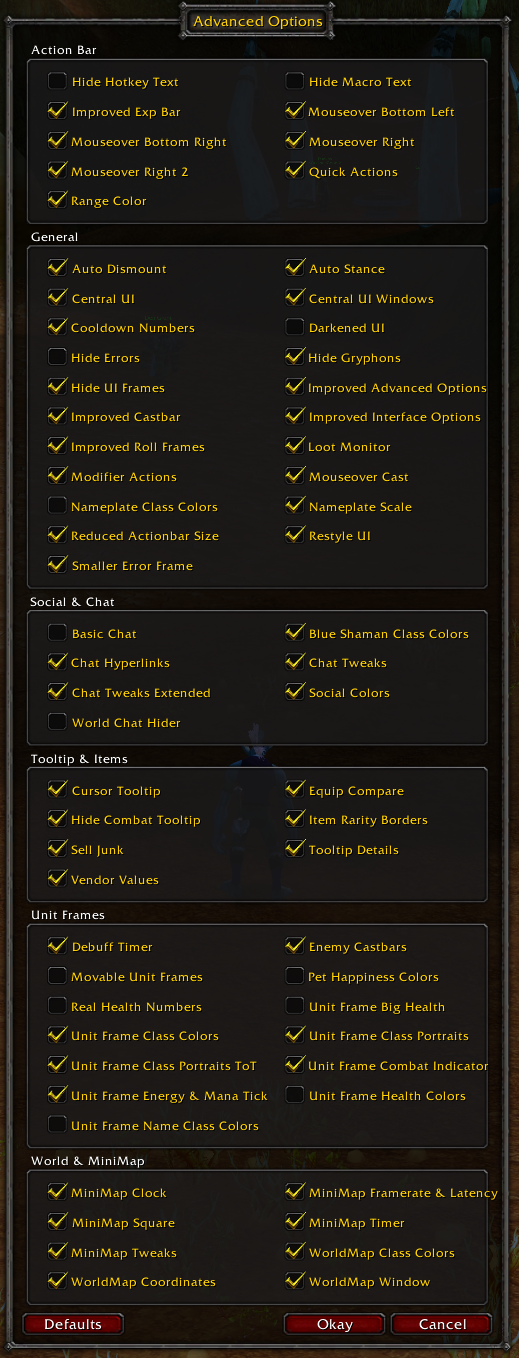 Advanced Options
Action Bar
Hide Hotkey Text Hide Macro Text
Improved Exp Bar Mouseover Bottom Left
Mouseover Bottom Right Mouseover Right
Mouseover Right 2 Quick Actions
Range Color
General
Auto Dismount Auto Stance
Central UI Central UI Windows
Cooldown Numbers Darkened UI
Hide Errors Hide Gryphons
Hide UI Frames Improved Advanced Options
Improved Castbar Improved Interface Options
Improved Roll Frames Loot Monitor
Modifier Actions Mouseover Cast
Nameplate Class Colors Nameplate Scale
Reduced Actionbar Size Restyle UI
Smaller Error Frame
Social & Chat
Basic Chat Blue Shaman Class Colors
Chat Hyperlinks Chat Tweaks
Chat Tweaks Extended Social Colors
World Chat Hider
Tooltip & Items
Cursor Tooltip Equip Compare
Hide Combat Tooltip Item Rarity Borders
Sell Junk Tooltip Details
Vendor Values
Unit Frames
Debuff Timer Enemy Castbars
Movable Unit Frames Pet Happiness Colors
Real Health Numbers Unit Frame Big Health
Unit Frame Class Colors Unit Frame Class Portraits
Unit Frame Class Portraits ToT Unit Frame Combat Indicator
Unit Frame Energy & Mana Tick Unit Frame Health Colors
Unit Frame Name Class Colors
World & MiniMap
MiniMap Clock MiniMap Framerate & Latency
MiniMap Square MiniMap Timer
MiniMap Tweaks WorldMap Class Colors
WorldMap Coordinates WorldMap Window
Defaults Okay Cancel